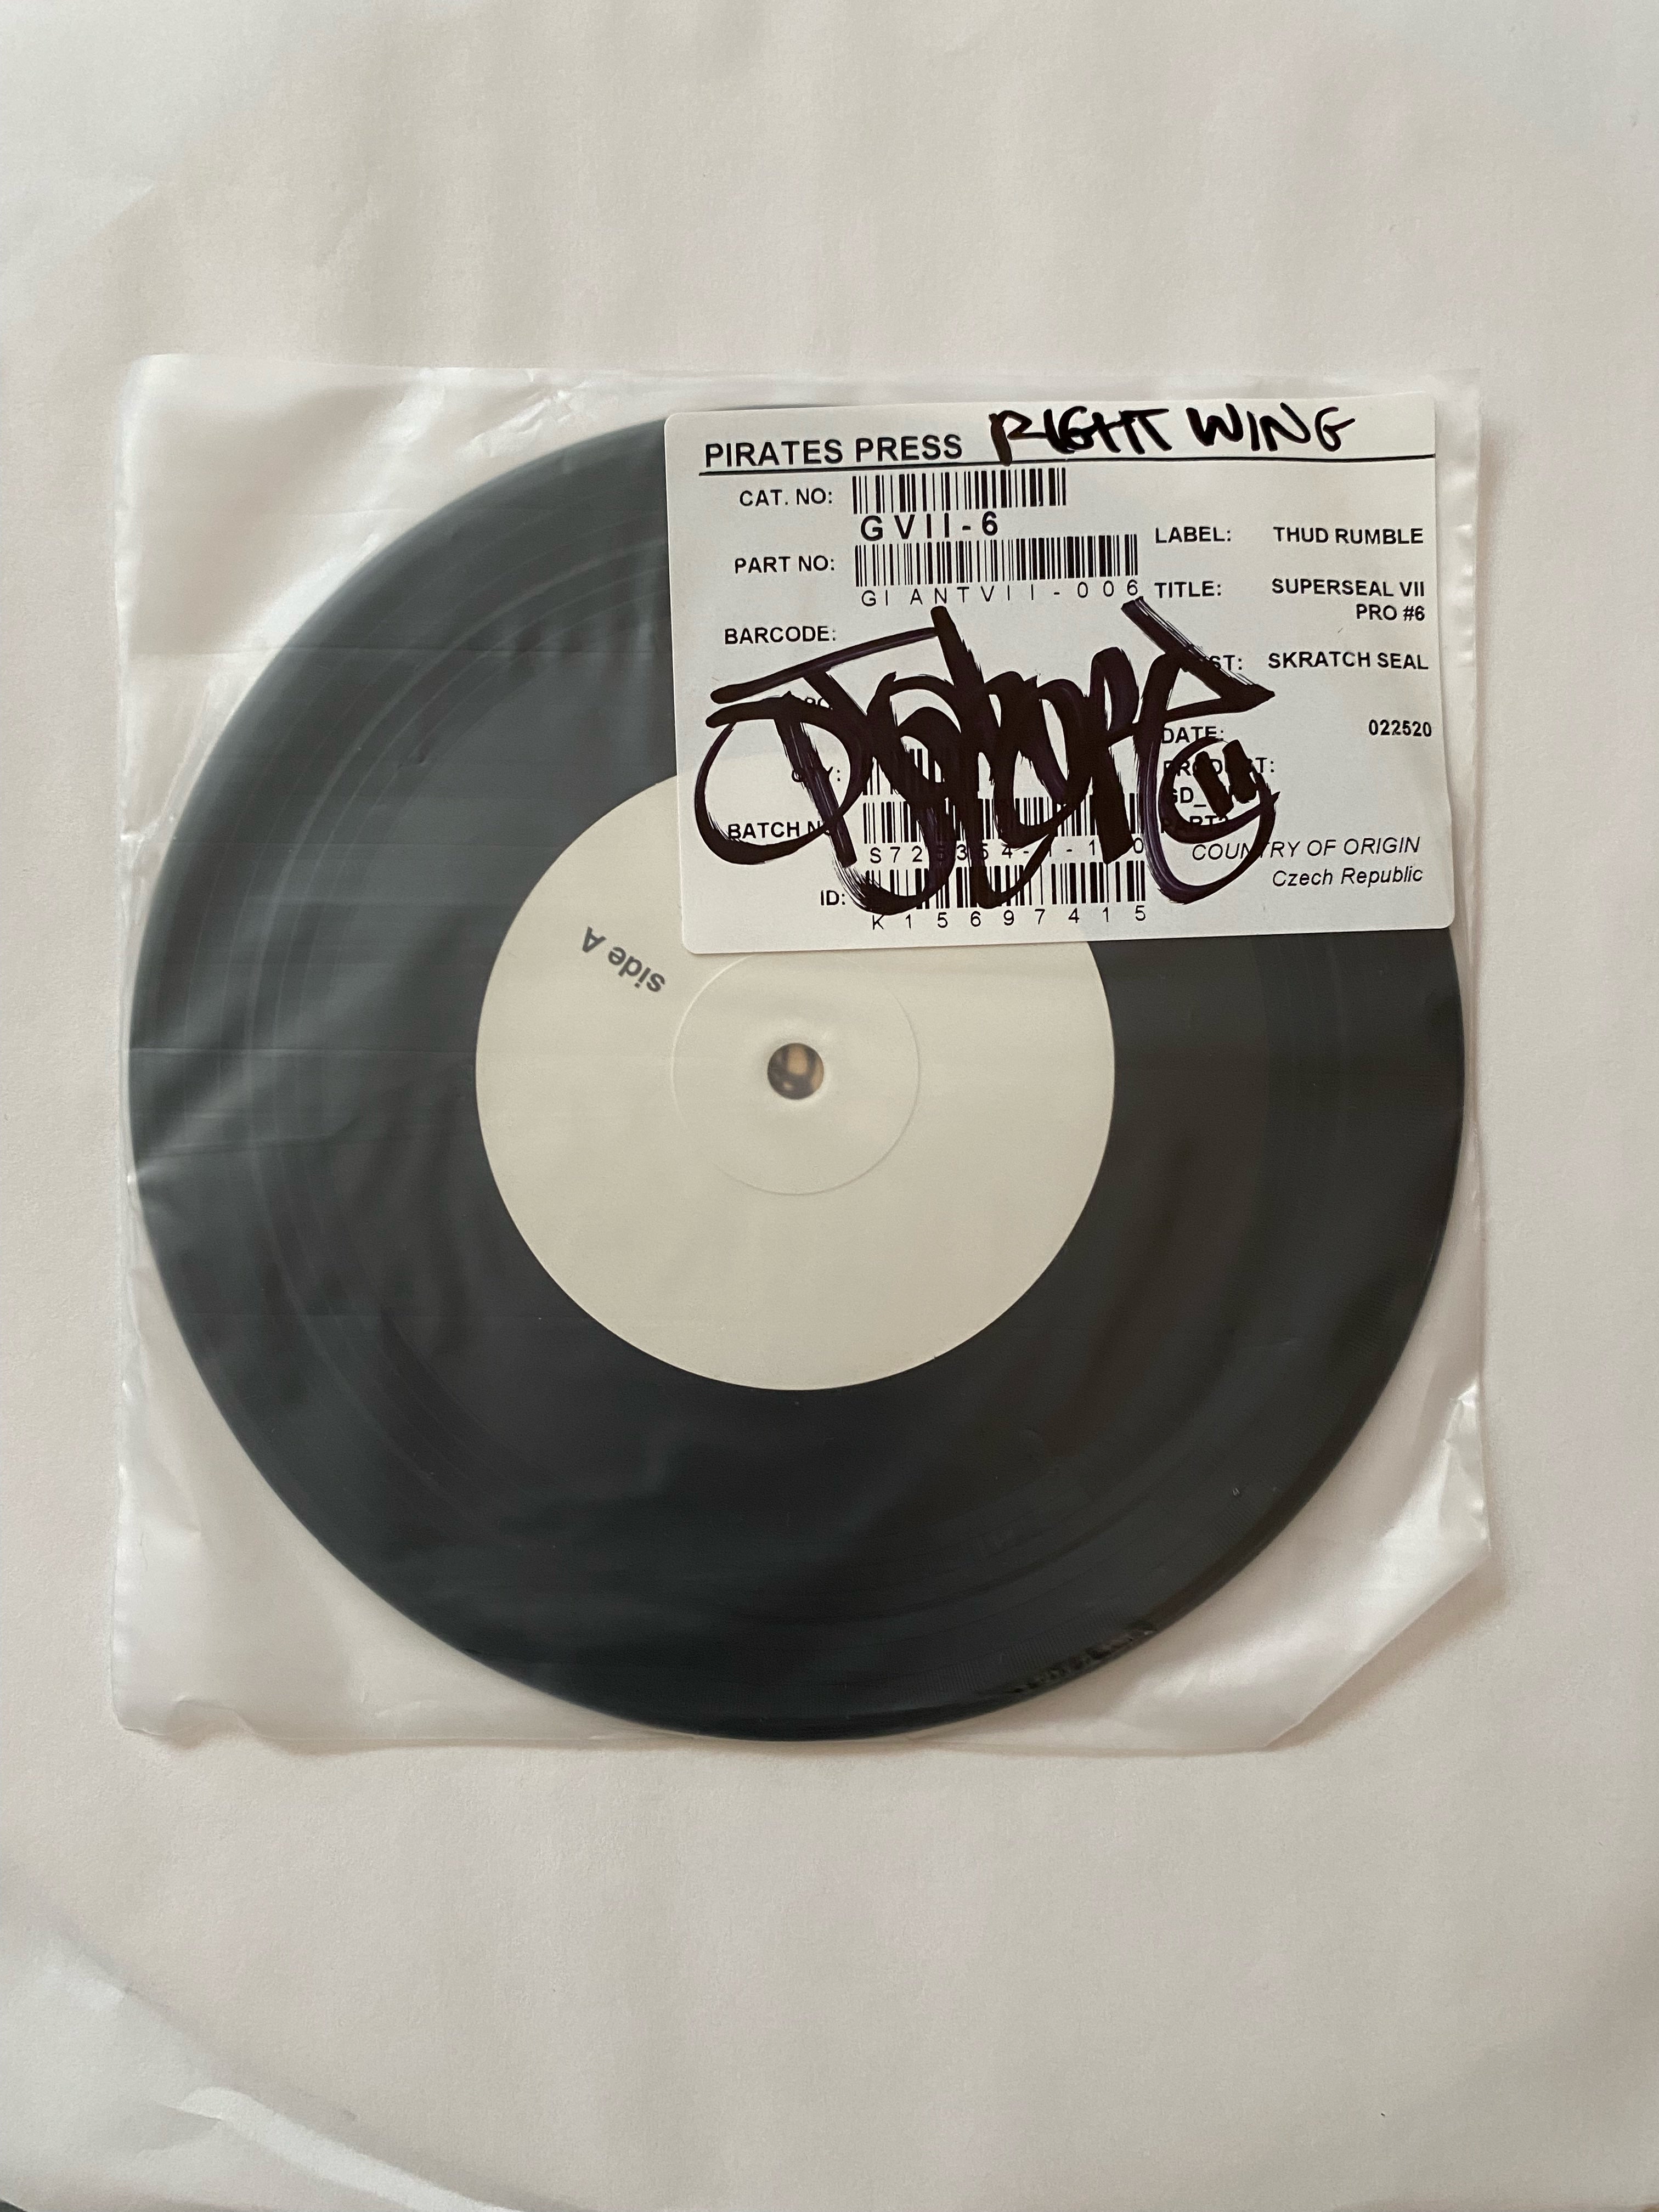 PIRATES PRESS RIGHT WING
CAT. NO:
GVII-6
PART NO:
GIANTVII-006
BARCODE:
BATCH
ID:
K15697415
LABEL: THUD RUMBLE
TITLE: SUPERSEAL VII
PRO #6
SKRATCH SEAL
DATE: 022520
COUNTRY OF ORIGIN
Czech Republic
side A